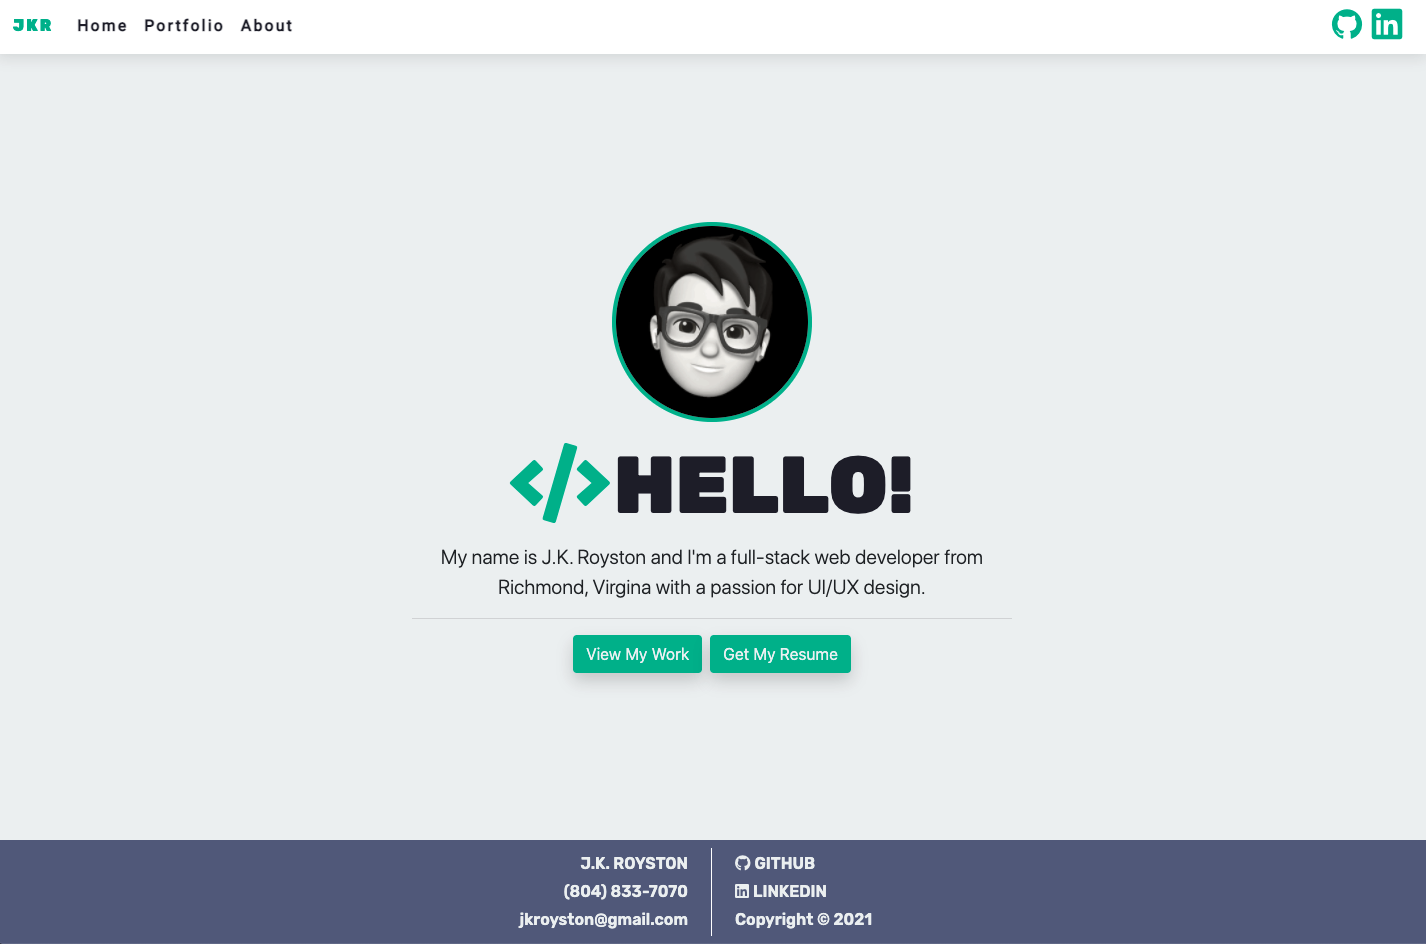 JKR Home Portfolio About
</>HELLO!
My name is J.K. Royston and I'm a full-stack web developer from
Richmond, Virgina with a passion for UI/UX design.
View My Work Get My Resume
J.K. ROYSTON
(804) 833-7070
jkroyston@gmail.com
GITHUB
LINKEDIN
Copyright © 2021